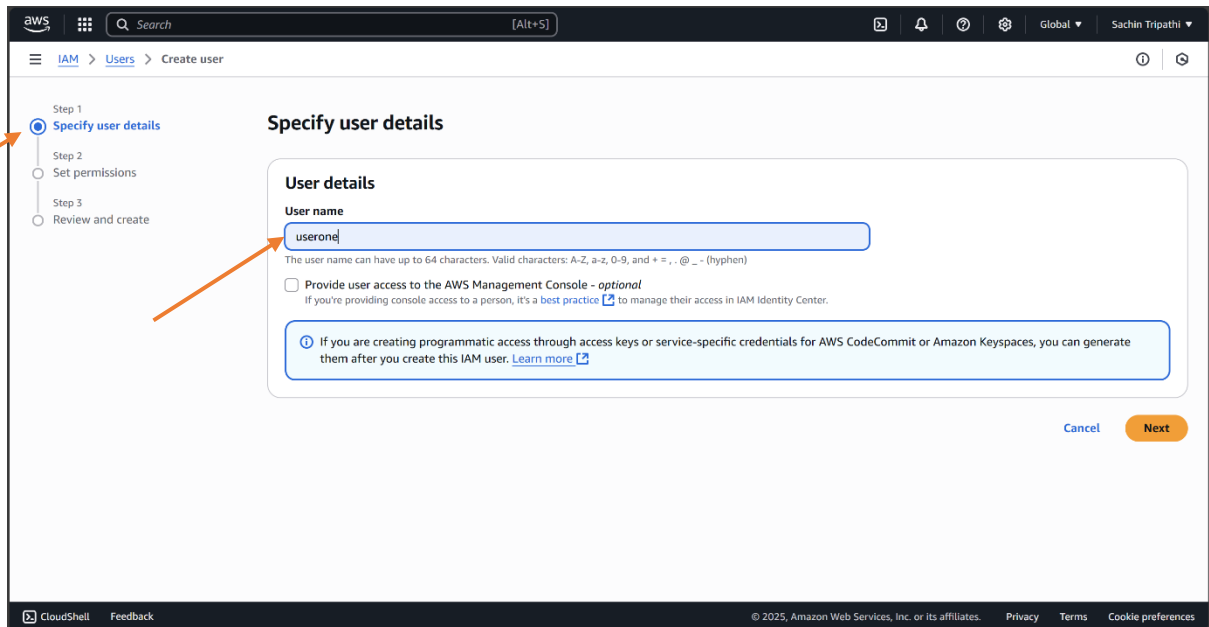 aws
Search
[Alt+S]
Global
Sachin Tripathi
IAM > Users > Create user
Step 1
Specify user details
Step 2
Set permissions
Step 3
Review and create
Specify user details
User details
User name
userone
The user name can have up to 64 characters. Valid characters: A-Z, a-z, 0-9, and + = , . @ _ - (hyphen)
Provide user access to the AWS Management Console - optional
If you're providing console access to a person, it's a best practice to manage their access in IAM Identity Center.
If you are creating programmatic access through access keys or service-specific credentials for AWS CodeCommit or Amazon Keyspaces, you can generate
them after you create this IAM user. Learn more
Cancel
Next
CloudShell
Feedback
© 2025, Amazon Web Services, Inc. or its affiliates.
Privacy
Terms
Cookie preferences